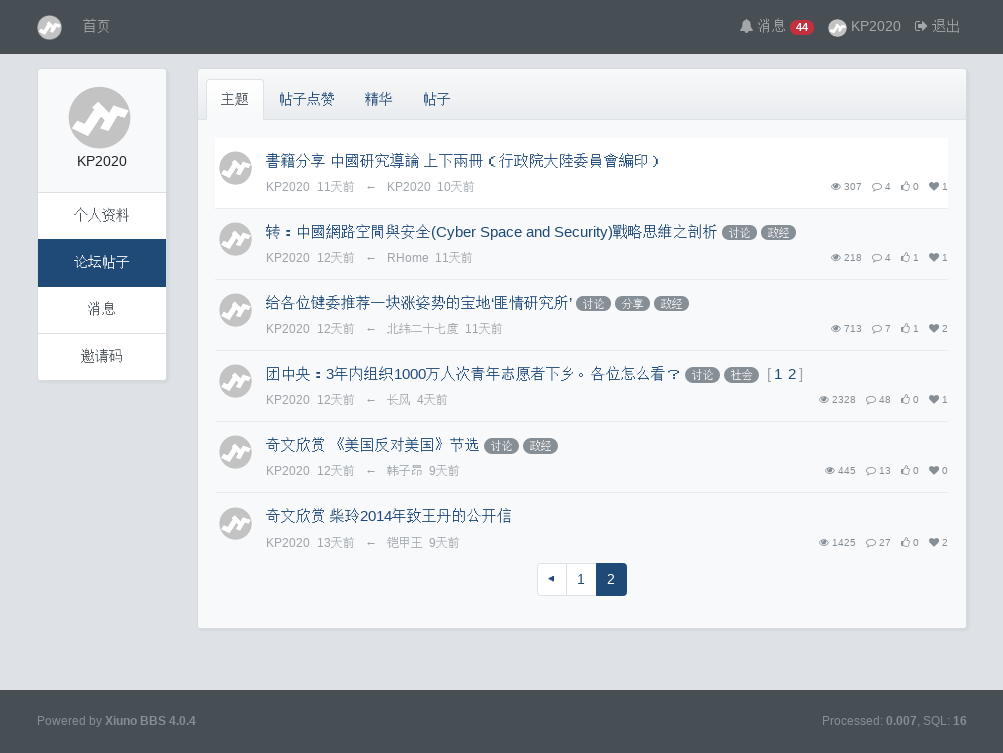 首页 消息 44 KP2020 退出
KP2020
个人资料
论坛帖子
消息
邀请码
主题 帖子点赞 精华 帖子
書籍分享 中國研究導論 上下兩冊（行政院大陸委員會編印）
KP2020 11天前 ← KP2020 10天前 307 4 0 1
转：中國網路空間與安全(Cyber Space and Security)戰略思維之剖析 讨论 政经
KP2020 12天前 ← RHome 11天前 218 4 1 1
给各位键委推荐一块涨姿势的宝地‘匪情研究所’ 讨论 分享 政经
KP2020 12天前 ← 北纬二十七度 11天前 713 7 1 2
团中央：3年内组织1000万人次青年志愿者下乡。各位怎么看？ 讨论 社会 [ 1 2 ]
KP2020 12天前 ← 长风 4天前 2328 48 0 1
奇文欣赏 《美国反对美国》节选 讨论 政经
KP2020 12天前 ← 韩子昂 9天前 445 13 0 0
奇文欣赏 柴玲2014年致王丹的公开信
KP2020 13天前 ← 铠甲王 9天前 1425 27 0 2
◂ 1 2
Powered by Xiuno BBS 4.0.4 Processed: 0.007, SQL: 16